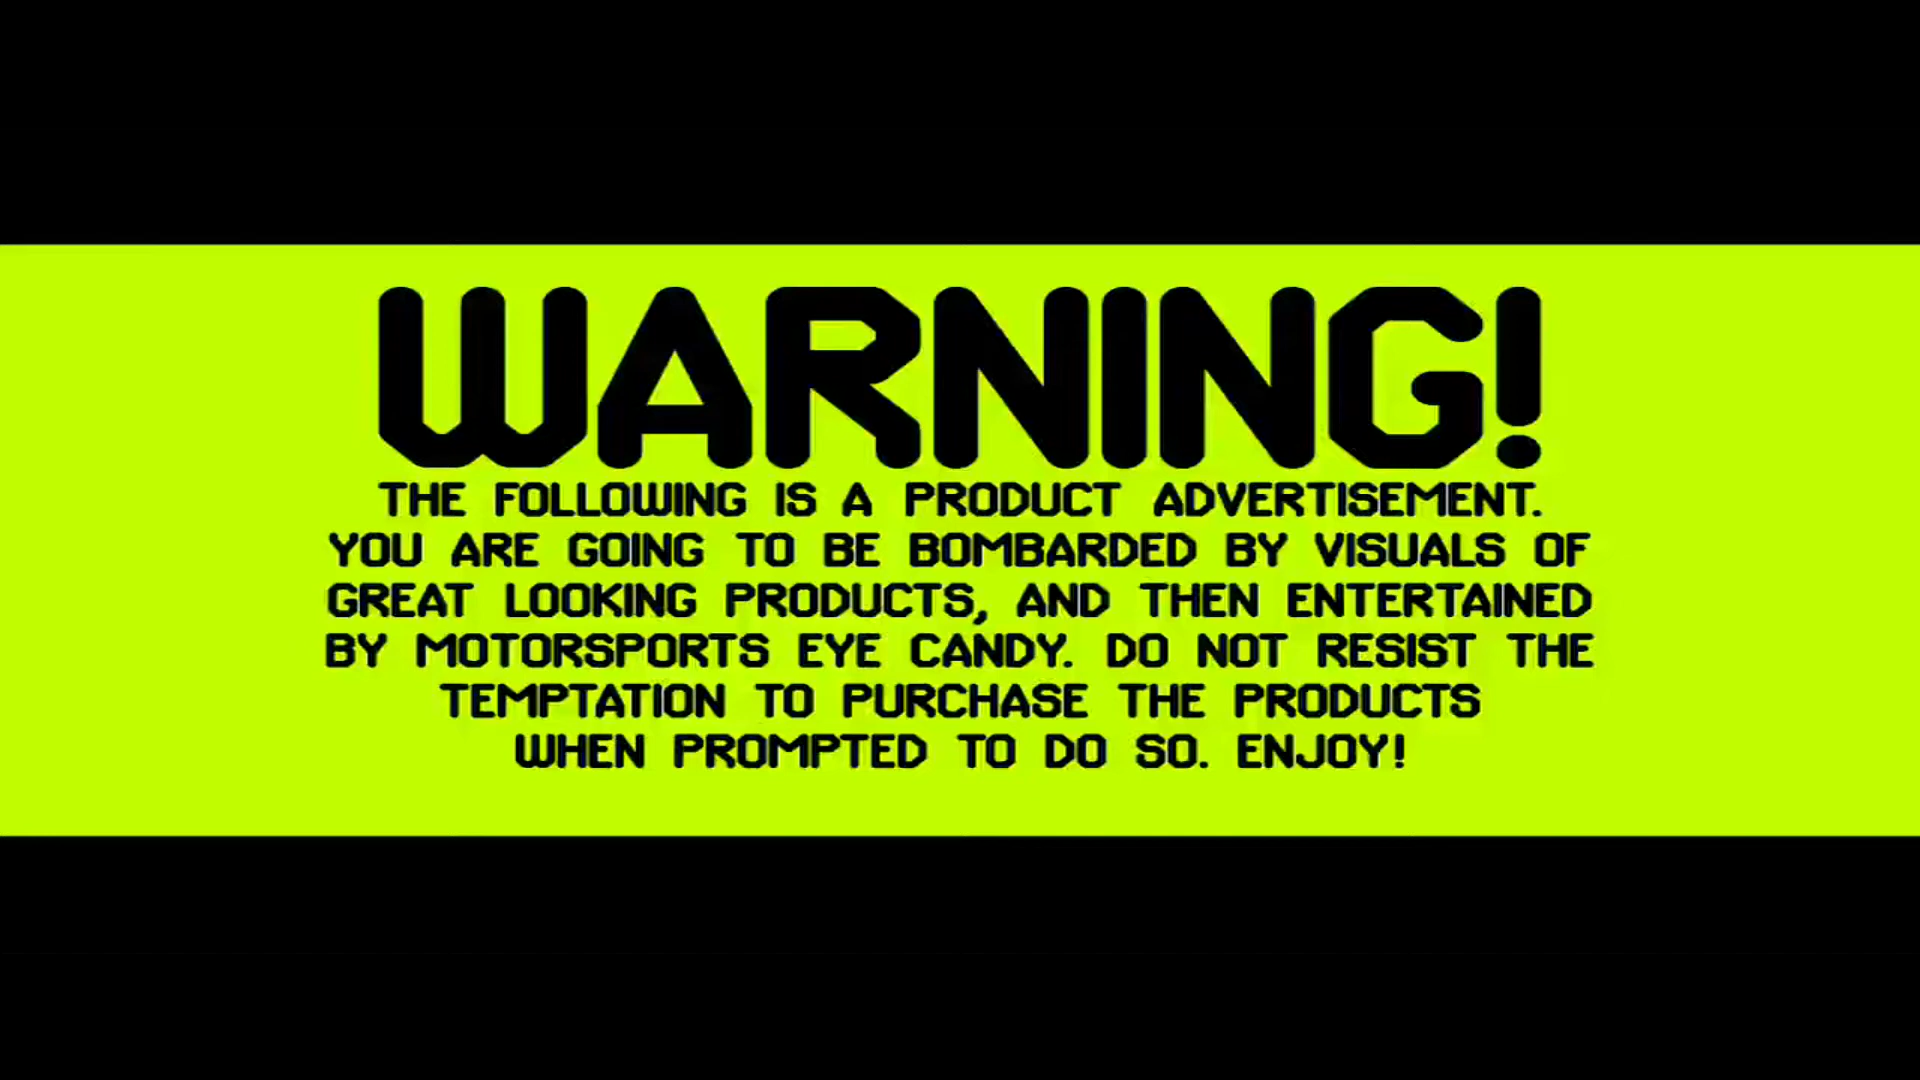 WARNING!
THE FOLLOWING IS A PRODUCT ADVERTISEMENT.
YOU ARE GOING TO BE BOMBARDED BY VISUALS OF
GREAT LOOKING PRODUCTS, AND THEN ENTERTAINED
BY MOTORSPORTS EYE CANDY. DO NOT RESIST THE
TEMPTATION TO PURCHASE THE PRODUCTS
WHEN PROMPTED TO DO SO. ENJOY!